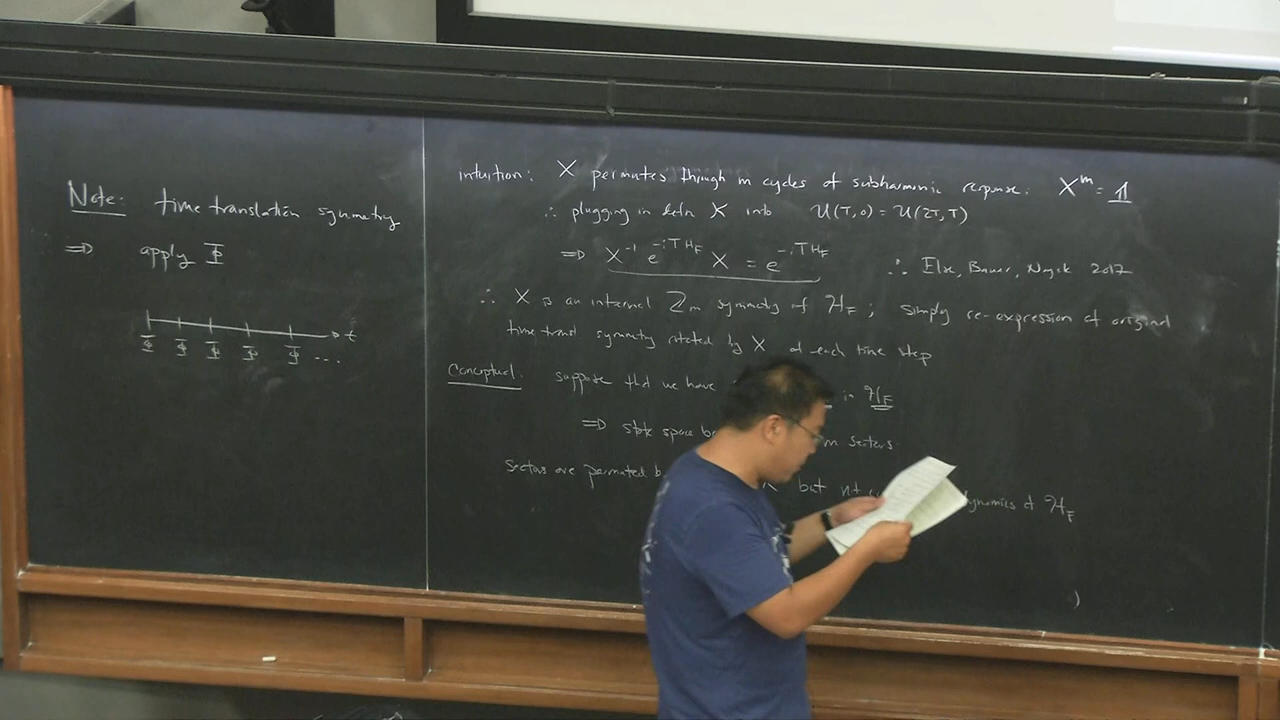 Note: time translation symmetry
⇒ apply Φ
t
Φ Φ Φ Φ Φ ...
intuition: X permutes through m cycles of subharmonic response. X^m = 𝟙
∴ plugging in X into U(T,0) = U(2T,T)
⇒ X⁻¹ e^{-iTH_F} X = e^{-iTH_F} ∴ Else, Bauer, Nayak 2017
∴ X is an internal ℤ_m symmetry of H_F ; simply re-expression of original
time transl symmetry rotated by X at each time step
Conceptual: suppose that we have in H_F
⇒ state space sectors
Sectors are permuted but not dynamics of H_F